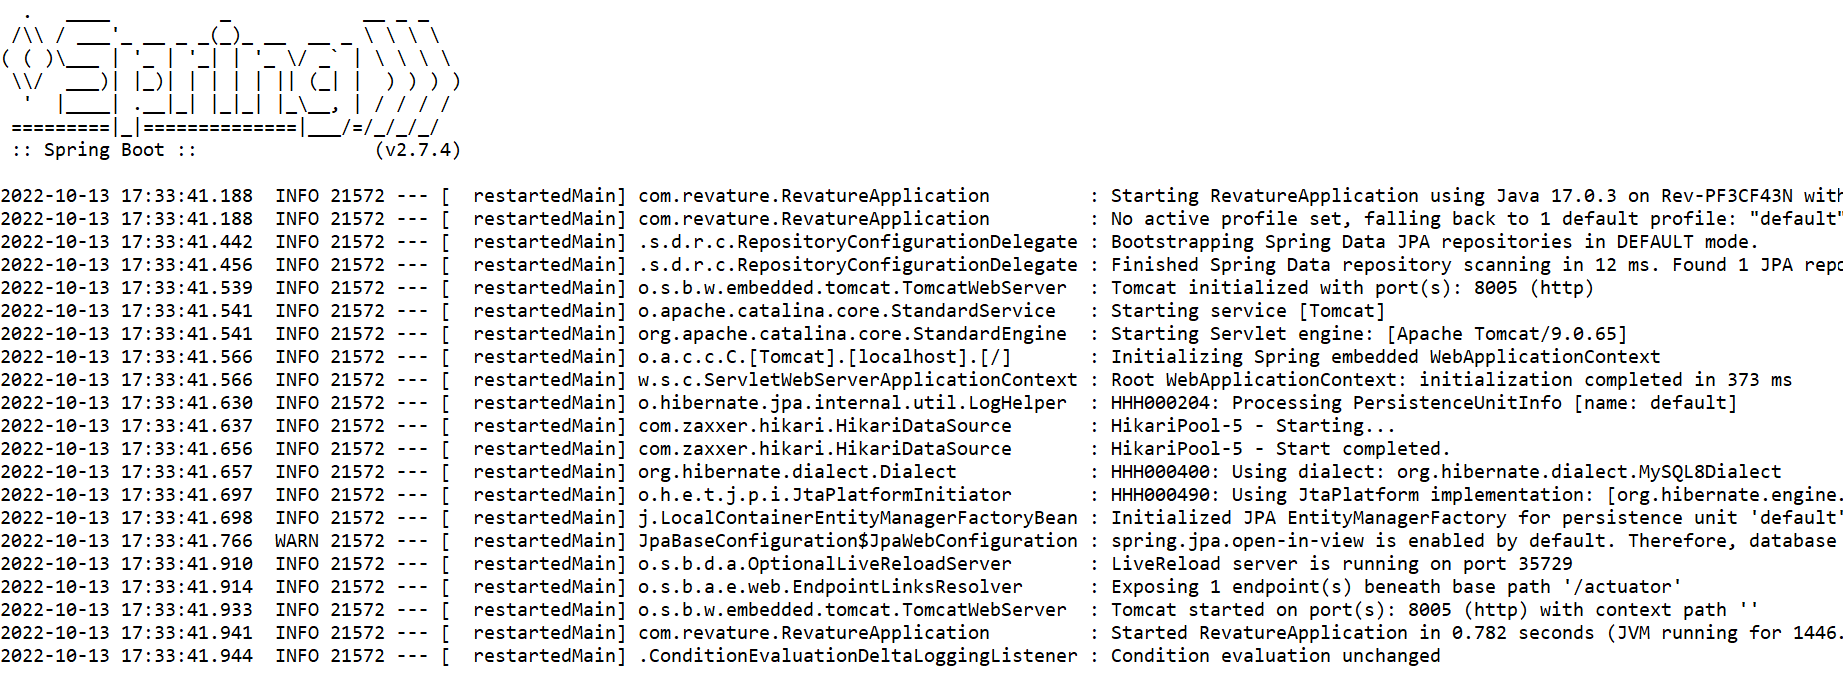 .   ____          _            __ _ _
 /\\ / ___'_ __ _ _(_)_ __  __ _ \ \ \ \
( ( )\___ | '_ | '_| | '_ \/ _` | \ \ \ \
 \\/  ___)| |_)| | | | | || (_| |  ) ) ) )
  '  |____| .__|_| |_|_| |_\__, | / / / /
 =========|_|==============|___/=/_/_/_/
 :: Spring Boot ::                (v2.7.4)
2022-10-13 17:33:41.188  INFO 21572 --- [  restartedMain] com.revature.RevatureApplication         : Starting RevatureApplication using Java 17.0.3 on Rev-PF3CF43N with
2022-10-13 17:33:41.188  INFO 21572 --- [  restartedMain] com.revature.RevatureApplication         : No active profile set, falling back to 1 default profile: "default"
2022-10-13 17:33:41.442  INFO 21572 --- [  restartedMain] .s.d.r.c.RepositoryConfigurationDelegate : Bootstrapping Spring Data JPA repositories in DEFAULT mode.
2022-10-13 17:33:41.456  INFO 21572 --- [  restartedMain] .s.d.r.c.RepositoryConfigurationDelegate : Finished Spring Data repository scanning in 12 ms. Found 1 JPA repo
2022-10-13 17:33:41.539  INFO 21572 --- [  restartedMain] o.s.b.w.embedded.tomcat.TomcatWebServer  : Tomcat initialized with port(s): 8005 (http)
2022-10-13 17:33:41.541  INFO 21572 --- [  restartedMain] o.apache.catalina.core.StandardService   : Starting service [Tomcat]
2022-10-13 17:33:41.541  INFO 21572 --- [  restartedMain] org.apache.catalina.core.StandardEngine  : Starting Servlet engine: [Apache Tomcat/9.0.65]
2022-10-13 17:33:41.566  INFO 21572 --- [  restartedMain] o.a.c.c.C.[Tomcat].[localhost].[/]       : Initializing Spring embedded WebApplicationContext
2022-10-13 17:33:41.566  INFO 21572 --- [  restartedMain] w.s.c.ServletWebServerApplicationContext : Root WebApplicationContext: initialization completed in 373 ms
2022-10-13 17:33:41.630  INFO 21572 --- [  restartedMain] o.hibernate.jpa.internal.util.LogHelper  : HHH000204: Processing PersistenceUnitInfo [name: default]
2022-10-13 17:33:41.637  INFO 21572 --- [  restartedMain] com.zaxxer.hikari.HikariDataSource       : HikariPool-5 - Starting...
2022-10-13 17:33:41.656  INFO 21572 --- [  restartedMain] com.zaxxer.hikari.HikariDataSource       : HikariPool-5 - Start completed.
2022-10-13 17:33:41.657  INFO 21572 --- [  restartedMain] org.hibernate.dialect.Dialect            : HHH000400: Using dialect: org.hibernate.dialect.MySQL8Dialect
2022-10-13 17:33:41.697  INFO 21572 --- [  restartedMain] o.h.e.t.j.p.i.JtaPlatformInitiator       : HHH000490: Using JtaPlatform implementation: [org.hibernate.engine.
2022-10-13 17:33:41.698  INFO 21572 --- [  restartedMain] j.LocalContainerEntityManagerFactoryBean : Initialized JPA EntityManagerFactory for persistence unit 'default'
2022-10-13 17:33:41.766  WARN 21572 --- [  restartedMain] JpaBaseConfiguration$JpaWebConfiguration : spring.jpa.open-in-view is enabled by default. Therefore, database
2022-10-13 17:33:41.910  INFO 21572 --- [  restartedMain] o.s.b.d.a.OptionalLiveReloadServer       : LiveReload server is running on port 35729
2022-10-13 17:33:41.914  INFO 21572 --- [  restartedMain] o.s.b.a.e.web.EndpointLinksResolver      : Exposing 1 endpoint(s) beneath base path '/actuator'
2022-10-13 17:33:41.933  INFO 21572 --- [  restartedMain] o.s.b.w.embedded.tomcat.TomcatWebServer  : Tomcat started on port(s): 8005 (http) with context path ''
2022-10-13 17:33:41.941  INFO 21572 --- [  restartedMain] com.revature.RevatureApplication         : Started RevatureApplication in 0.782 seconds (JVM running for 1446.
2022-10-13 17:33:41.944  INFO 21572 --- [  restartedMain] .ConditionEvaluationDeltaLoggingListener : Condition evaluation unchanged